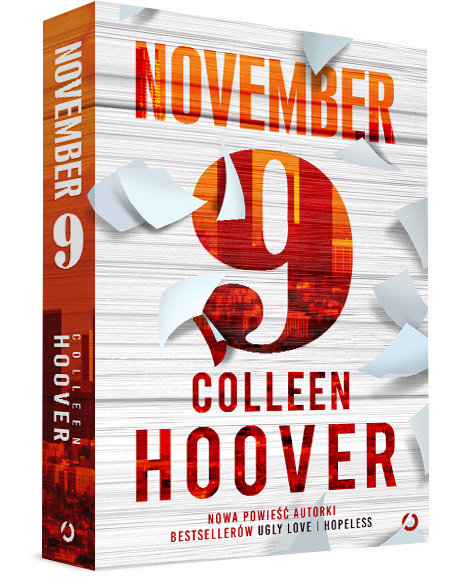 NOVEMBER
9
COLLEEN
HOOVER
NOWA POWIEŚĆ AUTORKI
BESTSELLERÓW UGLY LOVE I HOPELESS
NOVEMBER 9
COLLEEN
HOOVER